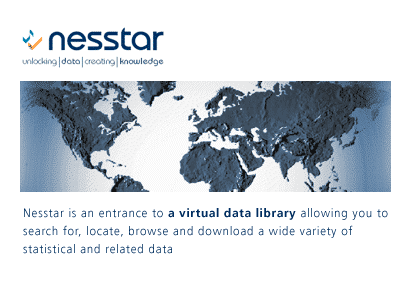 nesstar
unlocking | data | creating | knowledge
Nesstar is an entrance to a virtual data library allowing you to
search for, locate, browse and download a wide variety of
statistical and related data